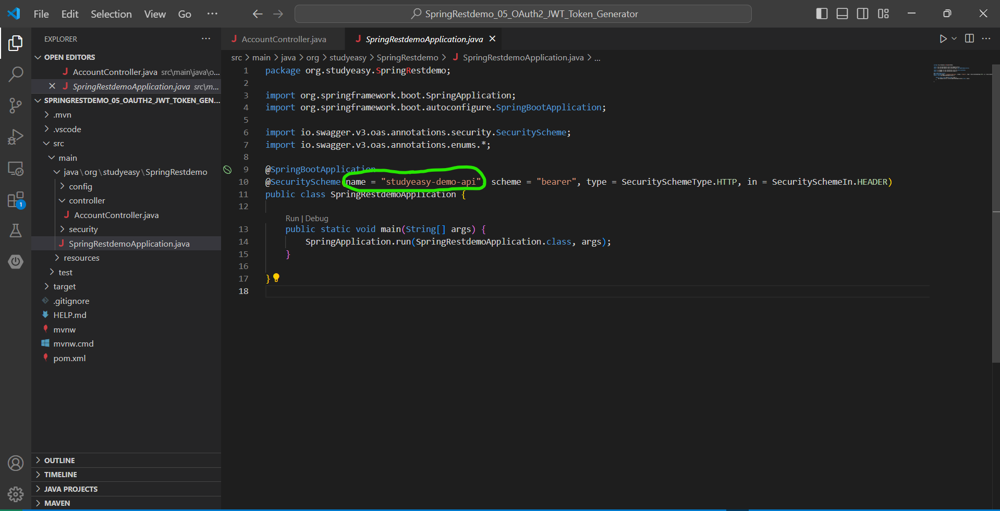 File Edit Selection View Go ...
SpringRestdemo_05_OAuth2_JWT_Token_Generator
EXPLORER
OPEN EDITORS
AccountController.java src\main\java\o...
SpringRestdemoApplication.java src\m...
SPRINGRESTDEMO_05_OAUTH2_JWT_TOKEN_GEN...
.mvn
.vscode
src
main
java\org\studyeasy\SpringRestdemo
config
controller
AccountController.java
security
SpringRestdemoApplication.java
resources
test
target
.gitignore
HELP.md
mvnw
mvnw.cmd
pom.xml
OUTLINE
TIMELINE
JAVA PROJECTS
MAVEN
1
AccountController.java
SpringRestdemoApplication.java
src > main > java > org > studyeasy > SpringRestdemo > SpringRestdemoApplication.java > ...
1 package org.studyeasy.SpringRestdemo;
2
3 import org.springframework.boot.SpringApplication;
4 import org.springframework.boot.autoconfigure.SpringBootApplication;
5
6 import io.swagger.v3.oas.annotations.security.SecurityScheme;
7 import io.swagger.v3.oas.annotations.enums.*;
8
9 @SpringBootApplication
10 @SecurityScheme name = "studyeasy-demo-api" scheme = "bearer", type = SecuritySchemeType.HTTP, in = SecuritySchemeIn.HEADER)
11 public class SpringRestdemoApplication {
12
Run | Debug
13 public static void main(String[] args) {
14 SpringApplication.run(SpringRestdemoApplication.class, args);
15 }
16
17 }
18